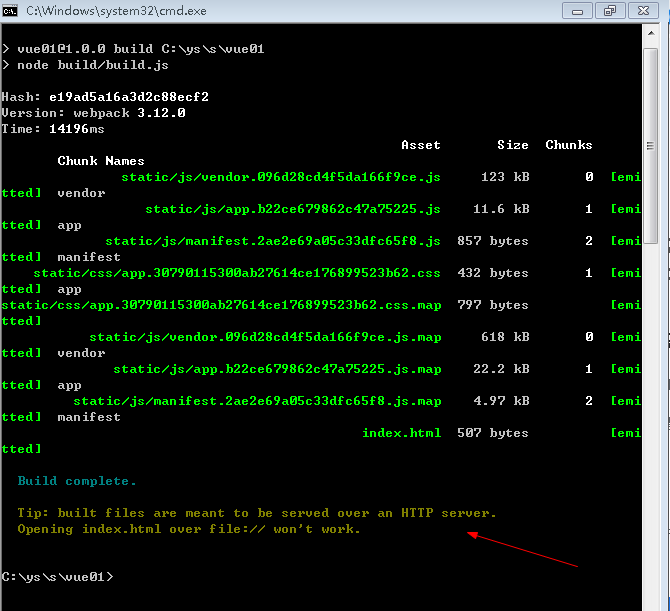 C:\Windows\system32\cmd.exe
> vue01@1.0.0 build C:\ys\s\vue01
> node build/build.js
Hash: e19ad5a16a3d2c88ecf2
Version: webpack 3.12.0
Time: 14196ms
Asset Size Chunks
Chunk Names
static/js/vendor.096d28cd4f5da166f9ce.js 123 kB 0 [emi
tted] vendor
static/js/app.b22ce679862c47a75225.js 11.6 kB 1 [emi
tted] app
static/js/manifest.2ae2e69a05c33dfc65f8.js 857 bytes 2 [emi
tted] manifest
static/css/app.30790115300ab27614ce176899523b62.css 432 bytes 1 [emi
tted] app
static/css/app.30790115300ab27614ce176899523b62.css.map 797 bytes [emi
tted]
static/js/vendor.096d28cd4f5da166f9ce.js.map 618 kB 0 [emi
tted] vendor
static/js/app.b22ce679862c47a75225.js.map 22.2 kB 1 [emi
tted] app
static/js/manifest.2ae2e69a05c33dfc65f8.js.map 4.97 kB 2 [emi
tted] manifest
index.html 507 bytes [emi
tted]
Build complete.
Tip: built files are meant to be served over an HTTP server.
Opening index.html over file:// won't work.
C:\ys\s\vue01>